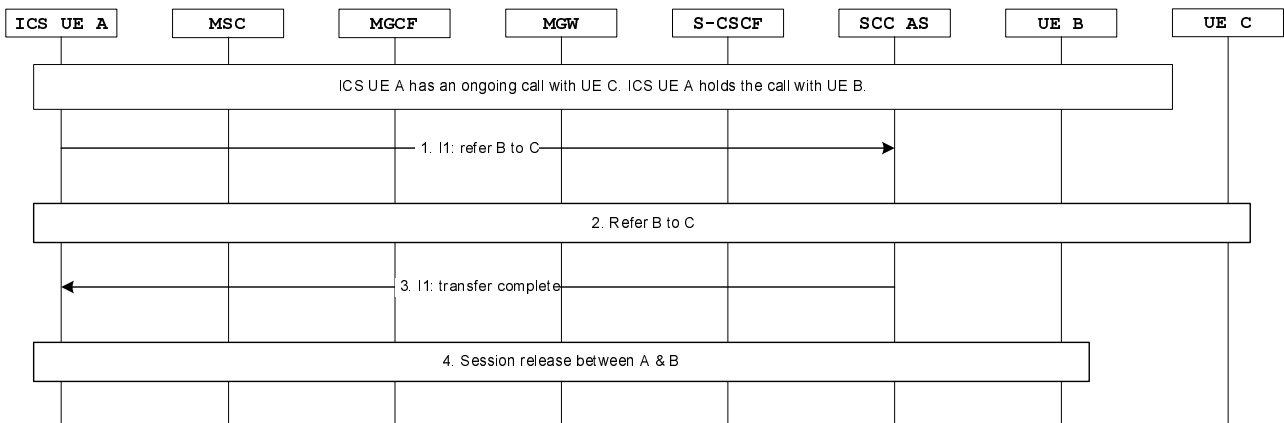 ICS UE A
MSC
MGCF
MGW
S-CSCF
SCC AS
UE B
UE C
ICS UE A has an ongoing call with UE C. ICS UE A holds the call with UE B.
1. I1: refer B to C
2. Refer B to C
3. I1: transfer complete
4. Session release between A & B